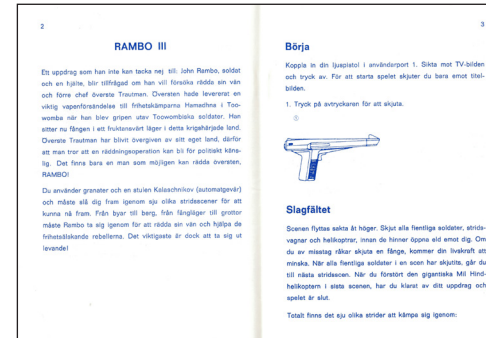 2
RAMBO III
Ett uppdrag som han inte kan tacka nej till: John Rambo, soldat
och en hjälte, blir tillfrågad om han vill försöka rädda sin vän
och förre chef överste Trautman. Översten hade levererat en
viktig vapenförsändelse till frihetskämparna Hamedhna i Too-
wombe när han blev gripen utav Toowombiska soldater. Han
sitter nu fången i ett fruktansvärt läger i detta krigshärjade land.
Överste Trautman har blivit övergiven av sitt eget land, därför
att man tror att en räddningsoperation kan bli för politiskt käns-
lig. Det finns bara en man som möjligen kan rädda översten,
RAMBO!
Du använder granater och en stulen Kalaschnikov (automatgevär)
och måste slå dig fram igenom sju olika stridsscener för att
kunna nå fram. Från byar till berg, från fångläger till grottor
måste Rambo ta sig igenom för att rädda sin vän och hjälpa de
frihetsälskande rebellerna. Det viktigaste är dock att ta sig ut
levande!
3
Börja
Koppla in din ljuspistol i användarport 1. Sikta mot TV-bilden
och tryck av. För att starta spelet skjuter du bara emot titel-
bilden.
1. Tryck på avtryckaren för att skjuta.
Slagfältet
Scenen flyttas sakta åt höger. Skjut alla fientliga soldater, strids-
vagnar och helikoptrar, innan de hinner öppna eld emot dig. Om
du av misstag råkar skjuta en fånge, kommer din livskraft att
minska. När alla fientliga soldater i en scen har skjutits, går du
till nästa stridsscen. När du förstört den gigantiska Mil Hind-
helikoptern i sista scenen, har du klarat av ditt uppdrag och
spelet är slut.
Totalt finns det sju olika strider att kämpa sig igenom: